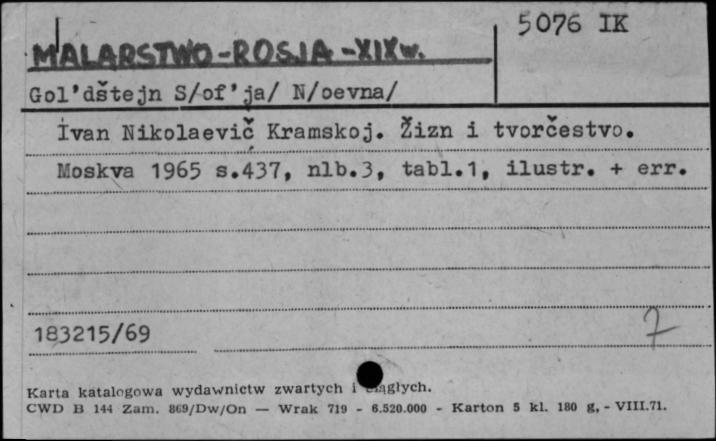 5076 IK
MALARSTWO-ROSJA-XIXw.
Gol'dštejn S/of'ja/ N/oevna/
Ivan Nikolaevič Kramskoj. Žizn i tvorčestvo.
Moskva 1965 s.437, nlb.3, tabl.1, ilustr. + err.
183215/69
7
Karta katalogowa wydawnictw zwartych i ciągłych.
CWD B 144 Zam. 869/Dw/On — Wrak 719 - 6.520.000 - Karton 5 kl. 180 g, - VIII.71.